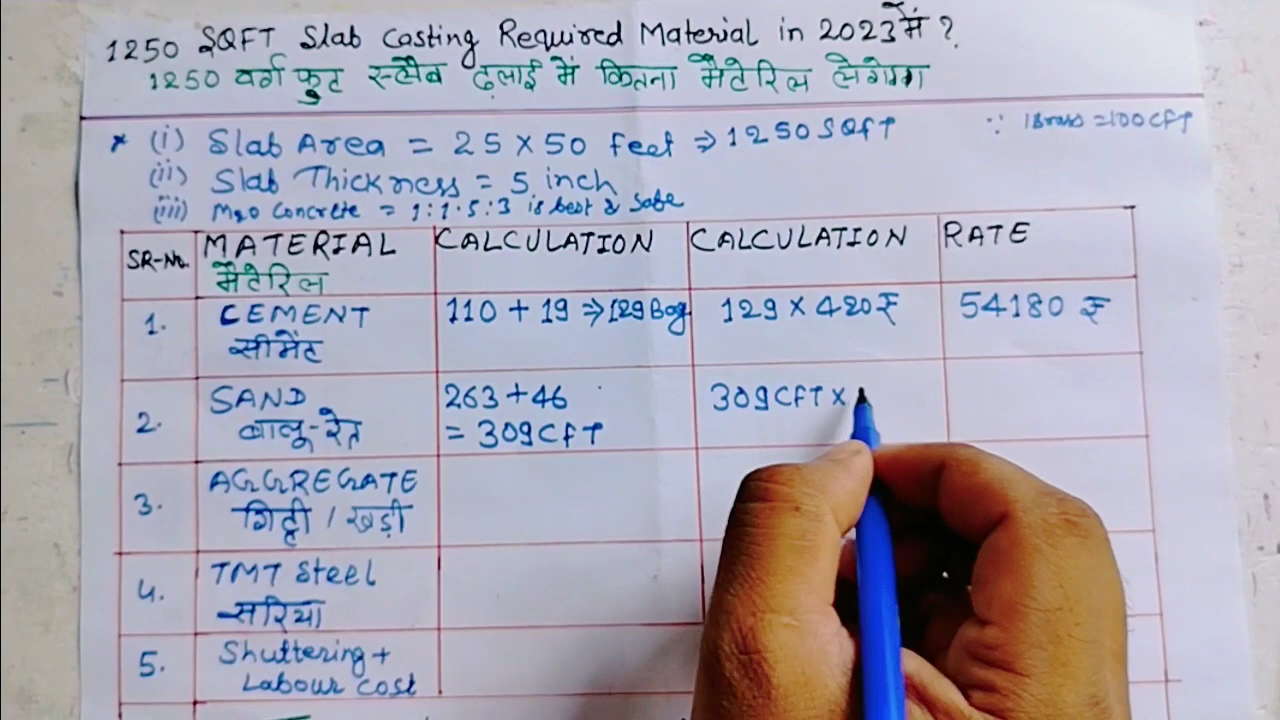 1250 SQFT Slab Casting Required Material in 2023 में ?
1250 वर्ग फुट स्लैब ढ़लाई में कितना मैटेरिल लगेगा
* (i) Slab Area = 25 × 50 feet ⇒ 1250 SQFT
∵ 1Brass = 100 CFT
(ii) Slab Thickness = 5 inch
(iii) M20 Concrete = 1:1.5:3 is best & Safe
SR-No. MATERIAL CALCULATION CALCULATION RATE
मैटेरिल
1. CEMENT 110 + 19 ⇒ 129 Bag 129 × 420 ₹ 54180 ₹
सीमेंट
2. SAND 263 + 46 309 CFT ×
बालू-रेत = 309 CFT
3. AGGREGATE
गिट्टी / खड़ी
4. TMT Steel
सरिया
5. Shuttering +
Labour Cost